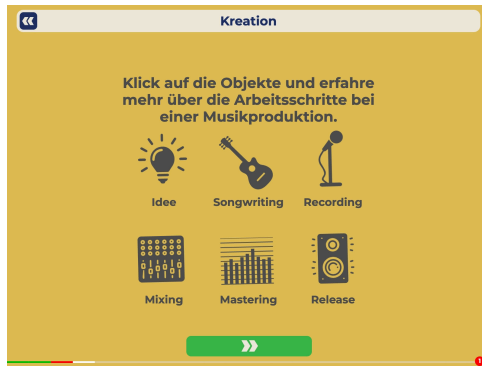 Kreation
Klick auf die Objekte und erfahre
mehr über die Arbeitsschritte bei
einer Musikproduktion.
Idee
Songwriting
Recording
Mixing
Mastering
Release
1